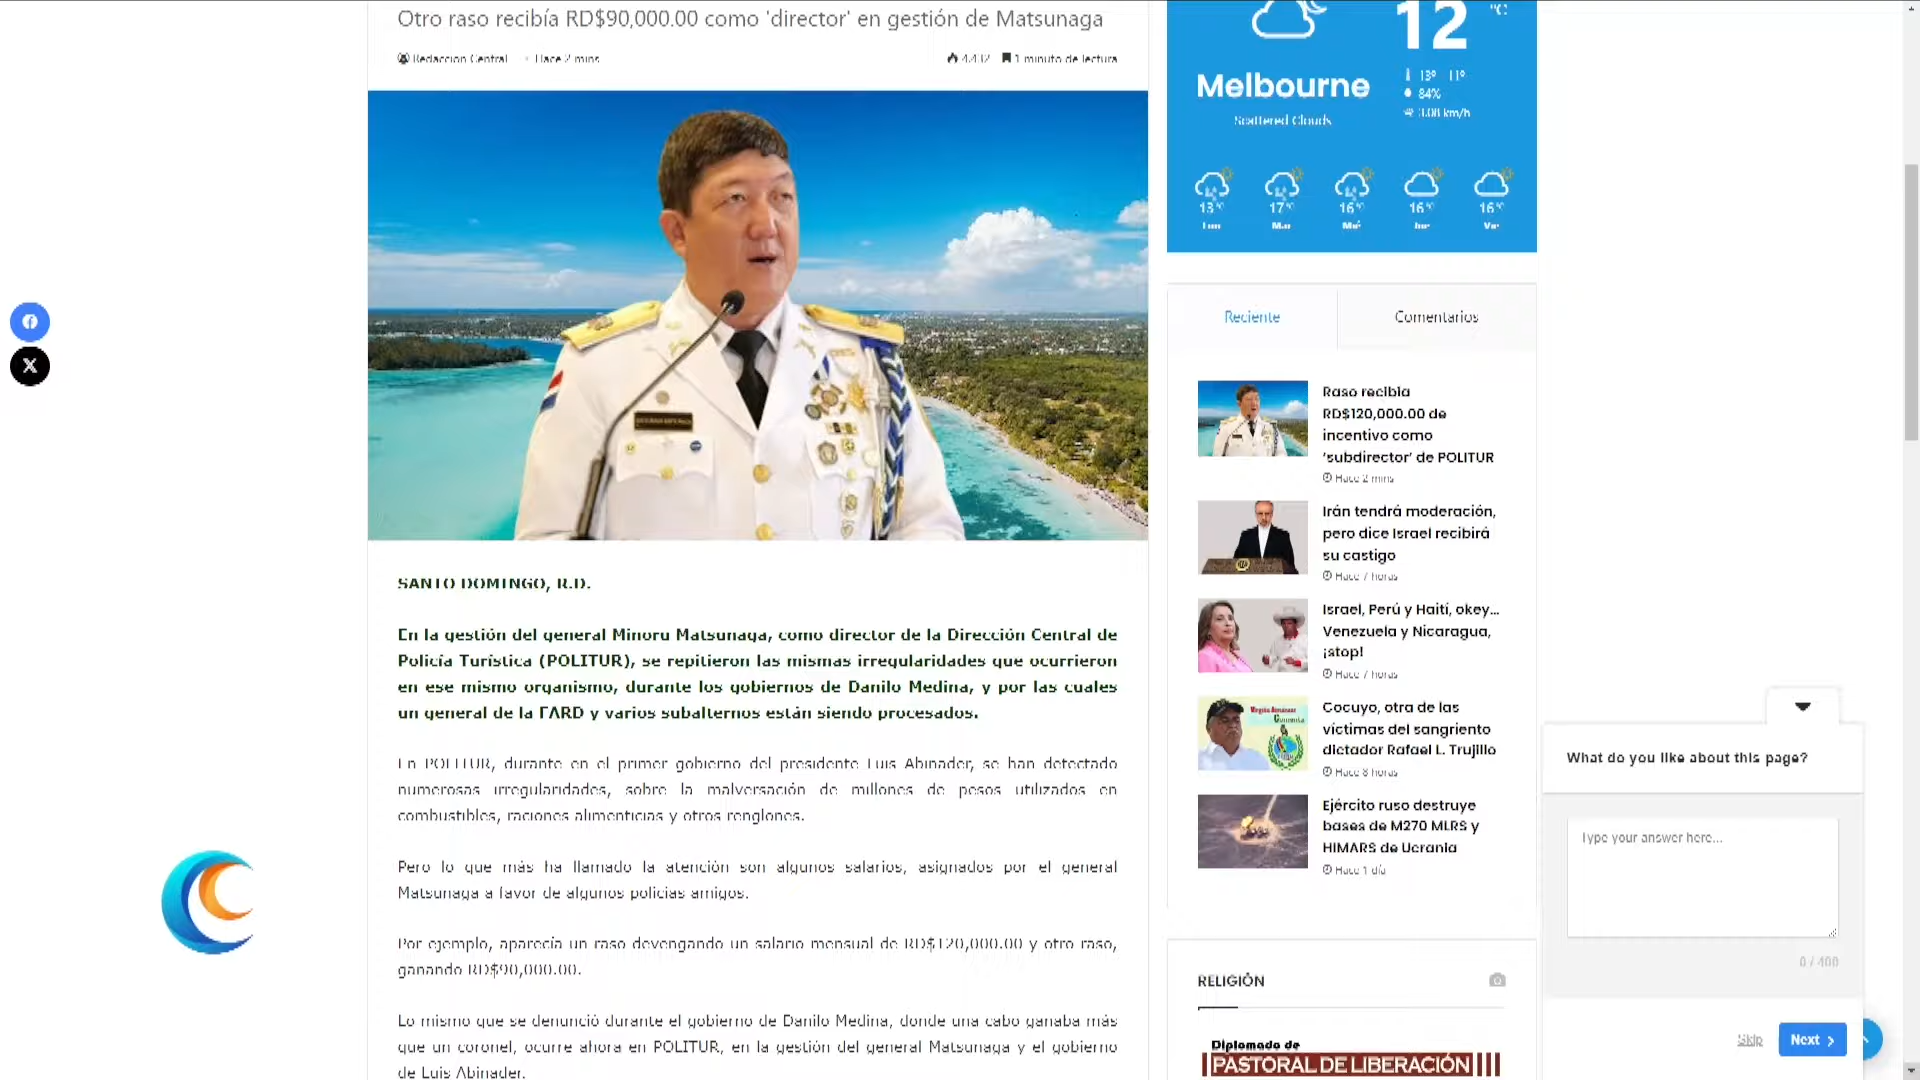 Otro raso recibía RD$90,000.00 como 'director' en gestión de Matsunaga
Redacción Central
Hace 2 mins
4,432
1 minuto de lectura
SANTO DOMINGO, R.D.
En la gestión del general Minoru Matsunaga, como director de la Dirección Central de
Policía Turística (POLITUR), se repitieron las mismas irregularidades que ocurrieron
en ese mismo organismo, durante los gobiernos de Danilo Medina, y por las cuales
un general de la FARD y varios subalternos están siendo procesados.
En POLITUR, durante en el primer gobierno del presidente Luis Abinader, se han detectado
numerosas irregularidades, sobre la malversación de millones de pesos utilizados en
combustibles, raciones alimenticias y otros renglones.
Pero lo que más ha llamado la atención son algunos salarios, asignados por el general
Matsunaga a favor de algunos policías amigos.
Por ejemplo, aparecía un raso devengando un salario mensual de RD$120,000.00 y otro raso,
ganando RD$90,000.00.
Lo mismo que se denunció durante el gobierno de Danilo Medina, donde una cabo ganaba más
que un coronel, ocurre ahora en POLITUR, en la gestión del general Matsunaga y el gobierno
de Luis Abinader.
12 °C
Melbourne
Scattered Clouds
13º 11º
84%
3.08 km/h
13 °C
17 °C
16 °C
16 °C
16 °C
Lun
Mar
Mié
Jue
Vie
Reciente
Comentarios
Raso recibía
RD$120,000.00 de
incentivo como
‘subdirector’ de POLITUR
Hace 2 mins
Irán tendrá moderación,
pero dice Israel recibirá
su castigo
Hace 7 horas
Israel, Perú y Haití, okey...
Venezuela y Nicaragua,
¡stop!
Hace 7 horas
Cocuyo, otra de las
víctimas del sangriento
dictador Rafael L. Trujillo
Hace 8 horas
Ejército ruso destruye
bases de M270 MLRS y
HIMARS de Ucrania
Hace 1 día
RELIGIÓN
Diplomado de
PASTORAL DE LIBERACIÓN
What do you like about this page?
Type your answer here...
0 / 400
Skip
Next